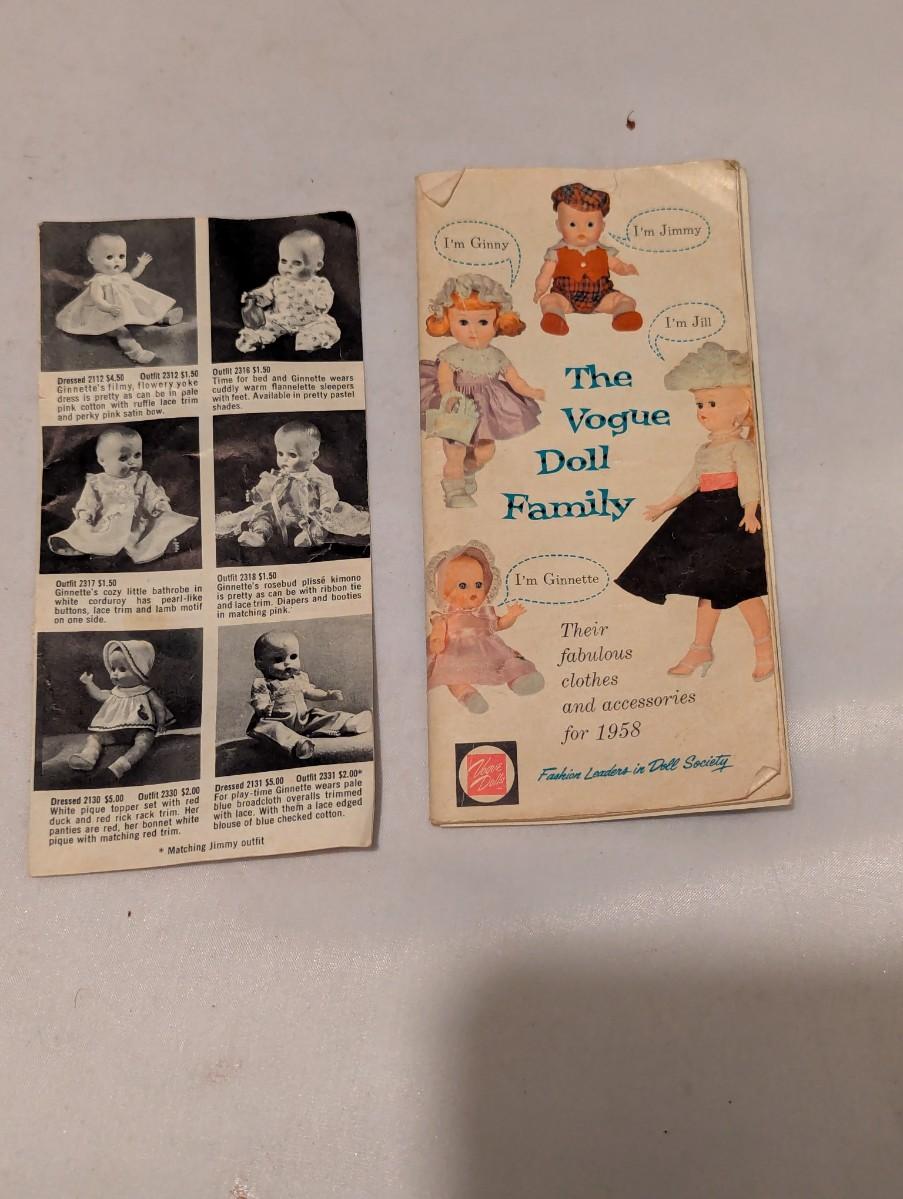 Dressed 2112 $4.50 Outfit 2312 $1.50
Ginnette's filmy, flowery yoke
dress is pretty as can be in pale
pink cotton with ruffle lace trim
and perky pink satin bow.
Outfit 2316 $1.50
Time for bed and Ginnette wears
cuddly warm flannelette sleepers
with feet. Available in pretty pastel
shades.
Outfit 2317 $1.50
Ginnette's cozy little bathrobe in
white corduroy has pearl-like
buttons, lace trim and lamb motif
on one side.
Outfit 2318 $1.50
Ginnette's rosebud plissé kimono
is pretty as can be with ribbon tie
and lace trim. Diapers and booties
in matching pink.
Dressed 2130 $5.00 Outfit 2330 $2.00
White pique topper set with red
duck and red rick rack trim. Her
panties are red, her bonnet white
pique with matching red trim.
Dressed 2131 $5.00 Outfit 2331 $2.00*
For play-time Ginnette wears pale
blue broadcloth overalls trimmed
with lace. With them a lace edged
blouse of blue checked cotton.
* Matching Jimmy outfit
I'm Ginny
I'm Jimmy
I'm Jill
The
Vogue
Doll
Family
I'm Ginnette
Their
fabulous
clothes
and accessories
for 1958
Vogue
Dolls
Fashion Leaders in Doll Society